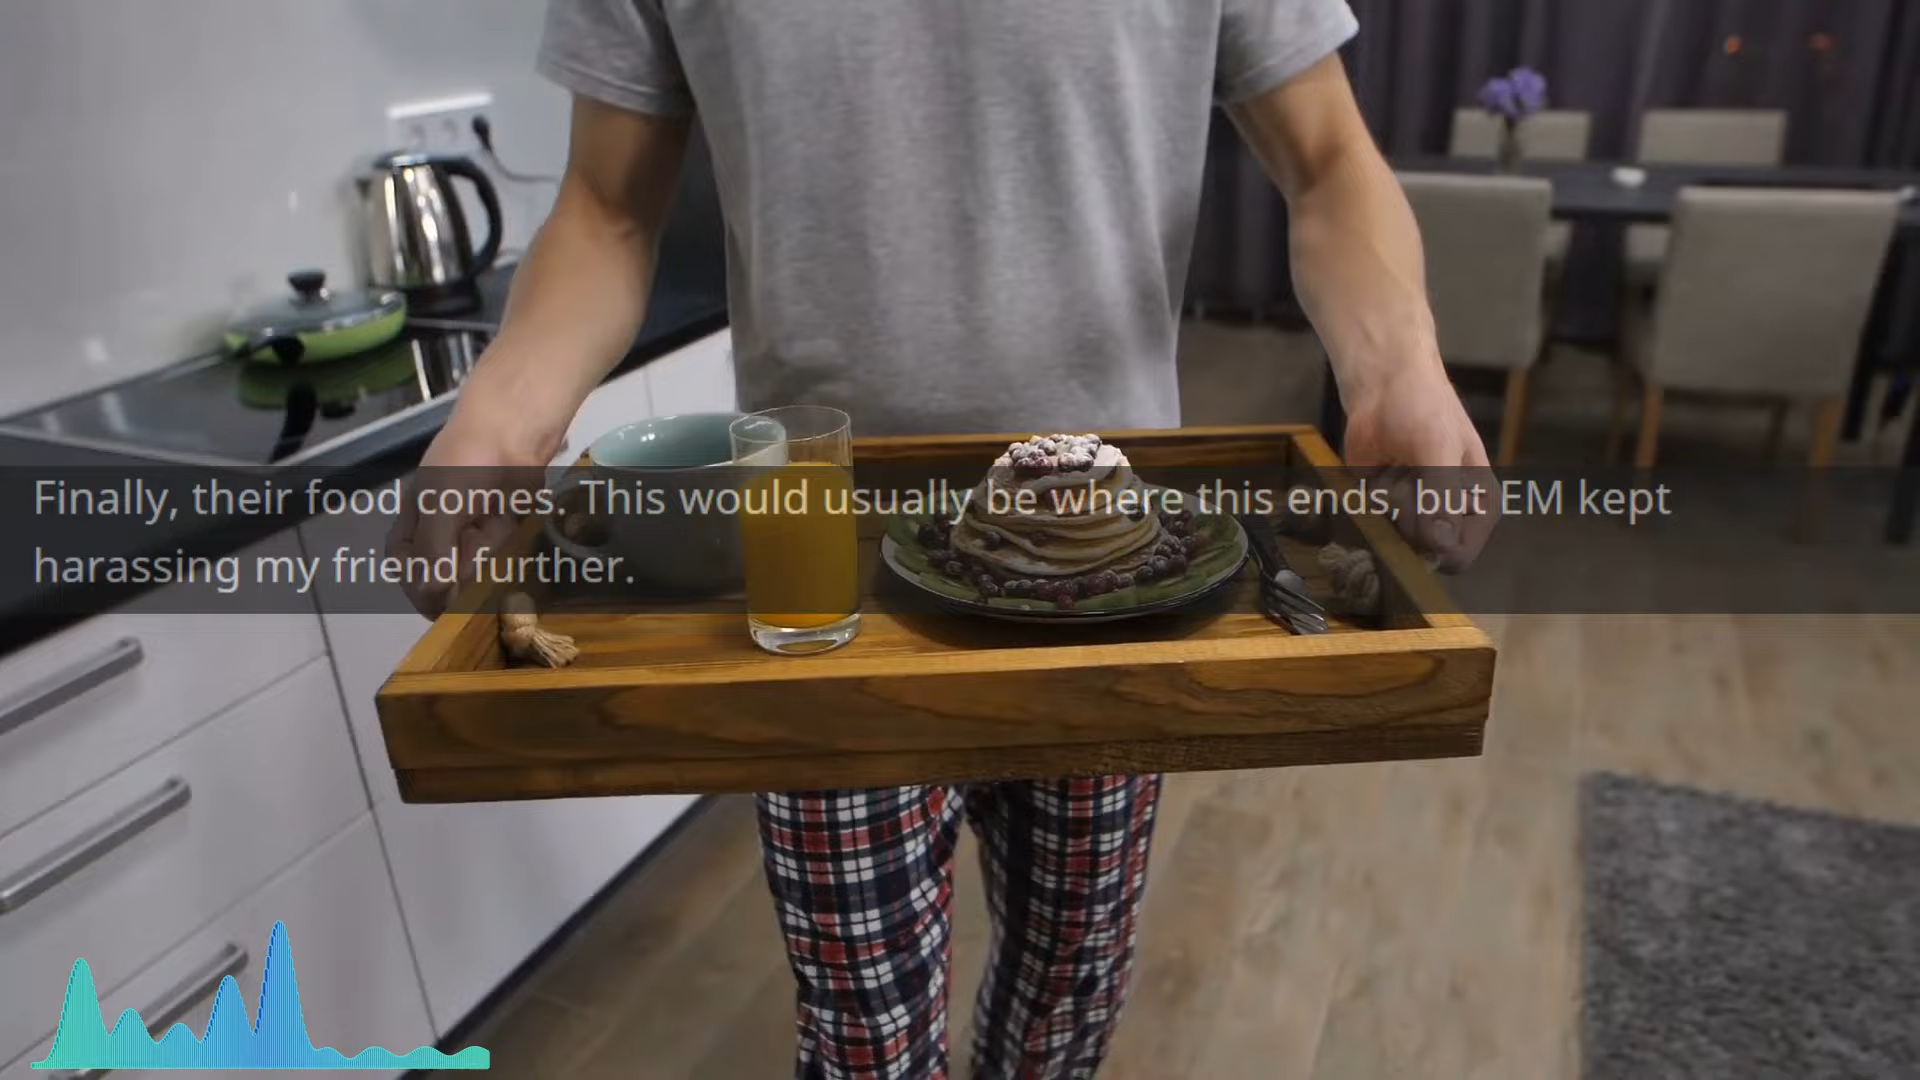 Finally, their food comes. This would usually be where this ends, but EM kept
harassing my friend further.